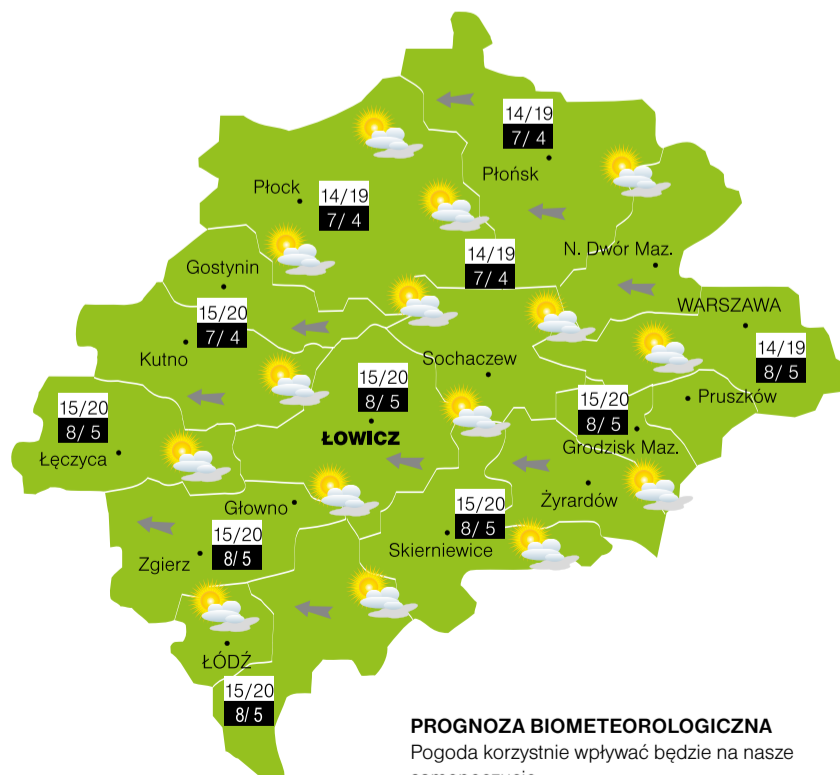 14/19
7/ 4
Płońsk
Płock
14/19
7/ 4
N. Dwór Maz.
14/19
7/ 4
Gostynin
WARSZAWA
14/19
8/ 5
15/20
7/ 4
Kutno
Sochaczew
15/20
8/ 5
ŁOWICZ
Pruszków
15/20
8/ 5
Grodzisk Maz.
15/20
8/ 5
Łęczyca
Żyrardów
Głowno
15/20
8/ 5
Skierniewice
15/20
8/ 5
Zgierz
ŁÓDŹ
15/20
8/ 5
PROGNOZA BIOMETEOROLOGICZNA
Pogoda korzystnie wpływać będzie na nasze